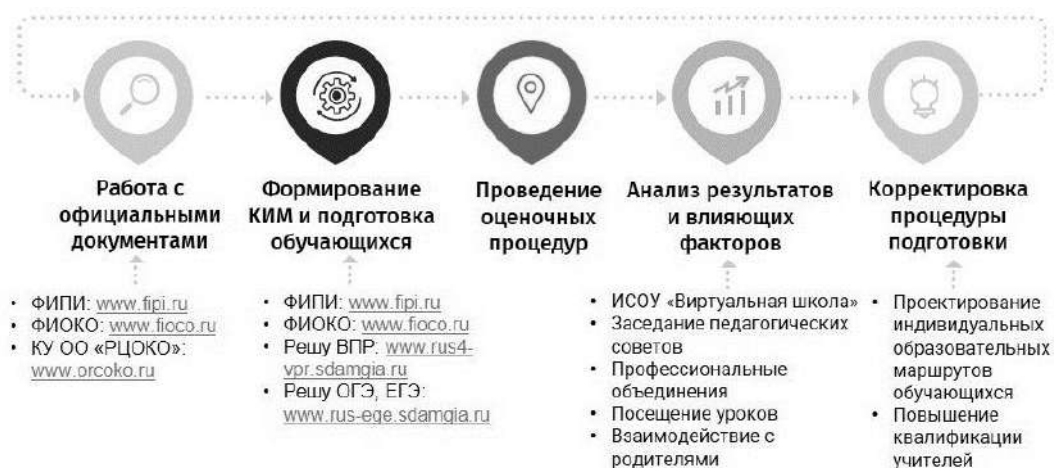 Работа с
официальными
документами
Формирование
КИМ и подготовка
обучающихся
Проведение
оценочных
процедур
Анализ результатов
и влияющих
факторов
Корректировка
процедуры
подготовки
• ФИПИ: www.fipi.ru
• ФИОКО: www.fioco.ru
• КУ ОО «РЦОКО»:
www.orcoko.ru
• ФИПИ: www.fipi.ru
• ФИОКО: www.fioco.ru
• Решу ВПР: www.rus4-
vpr.sdamgia.ru
• Решу ОГЭ, ЕГЭ:
www.rus-ege.sdamgia.ru
• ИСОУ «Виртуальная школа»
• Заседание педагогических
советов
• Профессиональные
объединения
• Посещение уроков
• Взаимодействие с
родителями
• Проектирование
индивидуальных
образовательных
маршрутов
обучающихся
• Повышение
квалификации
учителей